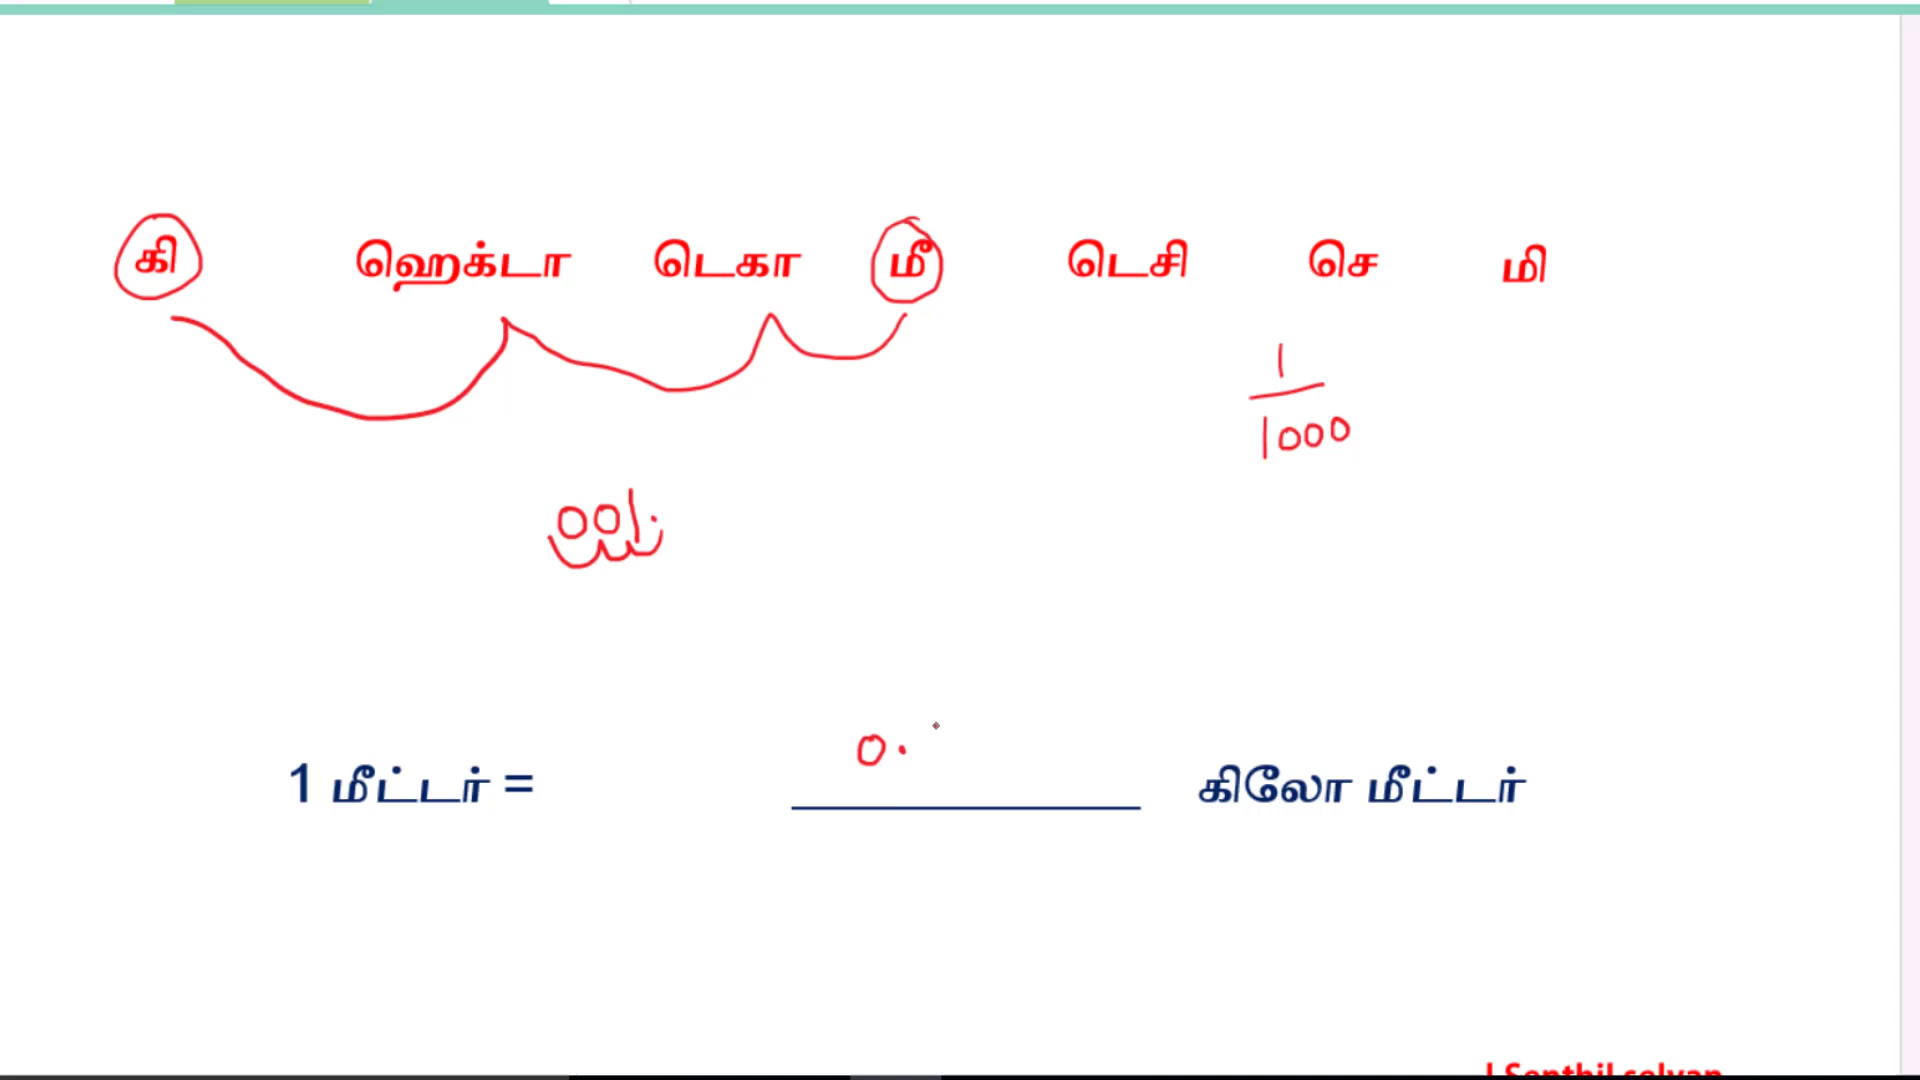 கி ஹெக்டா டெகா மீ டெசி செ மி
1
1000
001.
0.
1 மீட்டர் = கிலோ மீட்டர்